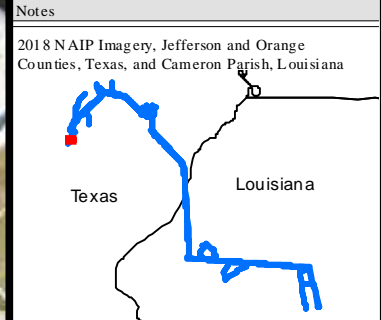 Notes
2018 NAIP Imagery, Jefferson and Orange
Counties, Texas, and Cameron Parish, Louisiana
Texas
Louisiana